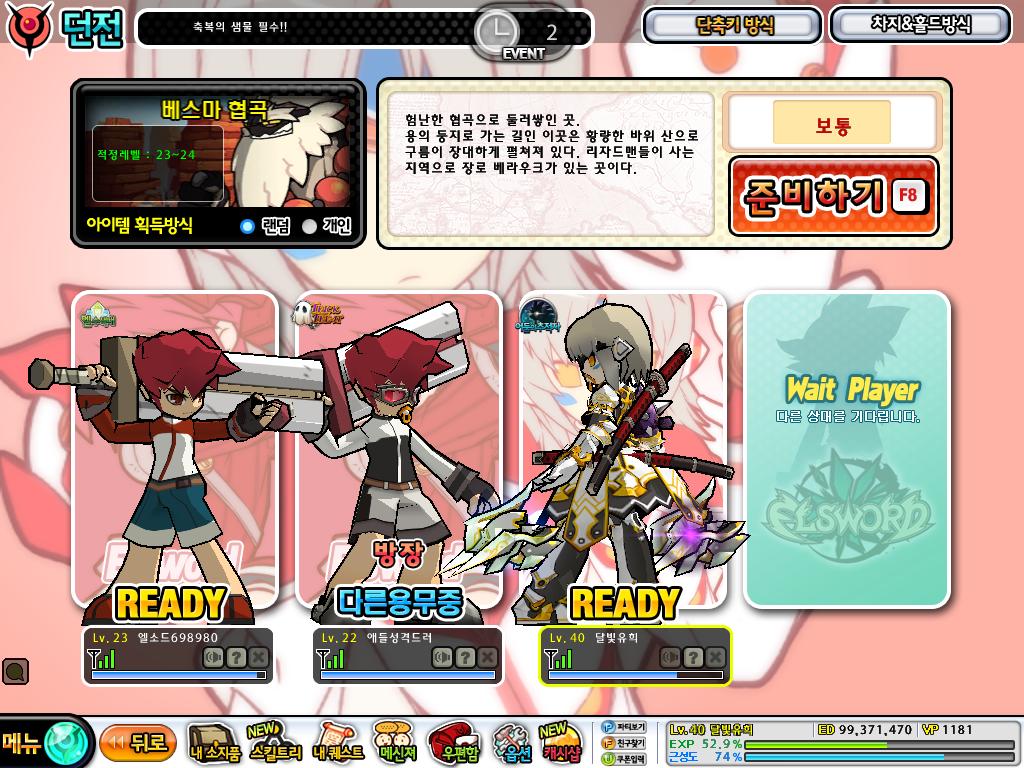 던전
축복의 샘물 필수!!
2
EVENT
단축키 방식
차지&홀드방식
베스마 협곡
적정레벨 : 23~24
아이템 획득방식
랜덤
개인
험난한 협곡으로 둘러쌓인 곳.
용의 둥지로 가는 길인 이곳은 황량한 바위 산으로
구름이 장대하게 펼쳐져 있다. 리자드맨들이 사는
지역으로 장로 베라우크가 있는 곳이다.
보통
준비하기 F8
READY
방장
다른용무중
READY
Wait Player
다른 상대를 기다립니다.
ELSWORD
Lv. 23 엘소드698980
Lv. 22 애들성격드러
Lv. 40 달빛유희
메뉴
뒤로
내 소지품
NEW 스킬트리
내 퀘스트
메신져
우편함
옵션
NEW 캐시샵
P 파티보기
F 친구찾기
U 쿠폰입력
Lv.40 달빛유희
ED 99,371,470
VP 1181
EXP 52.9%
근성도 74%